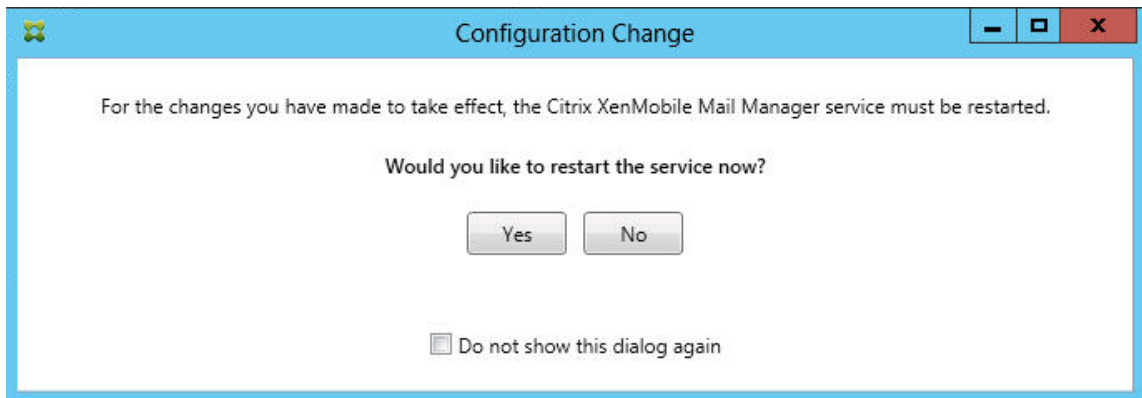 Configuration Change
For the changes you have made to take effect, the Citrix XenMobile Mail Manager service must be restarted.
Would you like to restart the service now?
Yes No
Do not show this dialog again